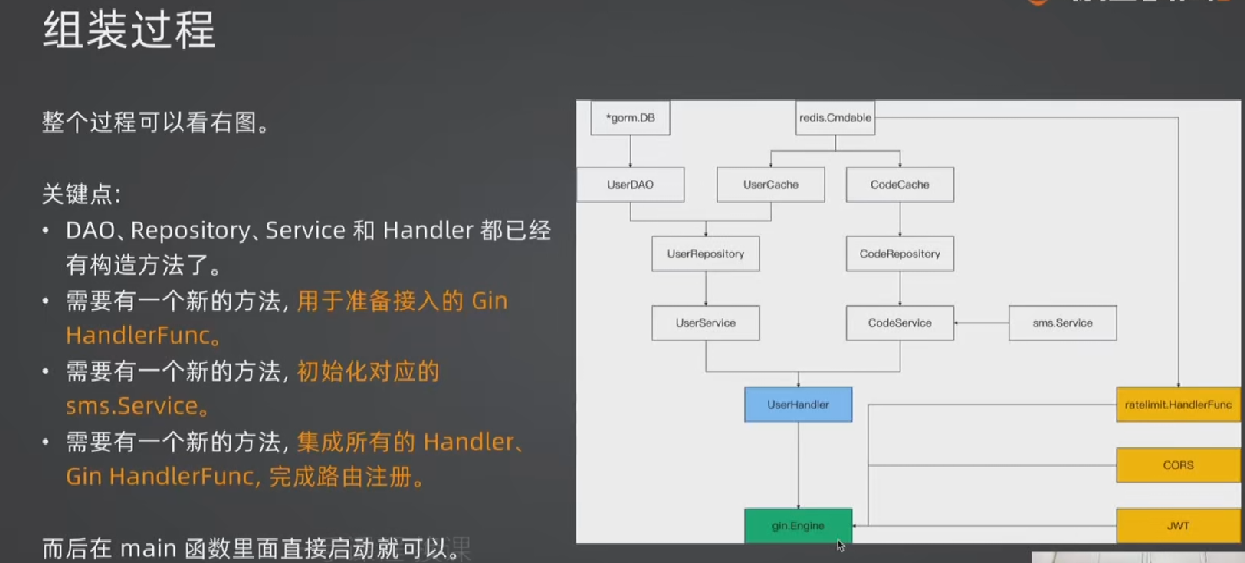 组装过程
整个过程可以看右图。
关键点:
• DAO、Repository、Service 和 Handler 都已经
有构造方法了。
• 需要有一个新的方法, 用于准备接入的 Gin
HandlerFunc。
• 需要有一个新的方法, 初始化对应的
sms.Service。
• 需要有一个新的方法, 集成所有的 Handler、
Gin HandlerFunc, 完成路由注册。
而后在 main 函数里面直接启动就可以。
*gorm.DB
redis.Cmdable
UserDAO
UserCache
CodeCache
UserRepository
CodeRepository
UserService
CodeService
sms.Service
UserHandler
ratelimit.HandlerFunc
CORS
gin.Engine
JWT